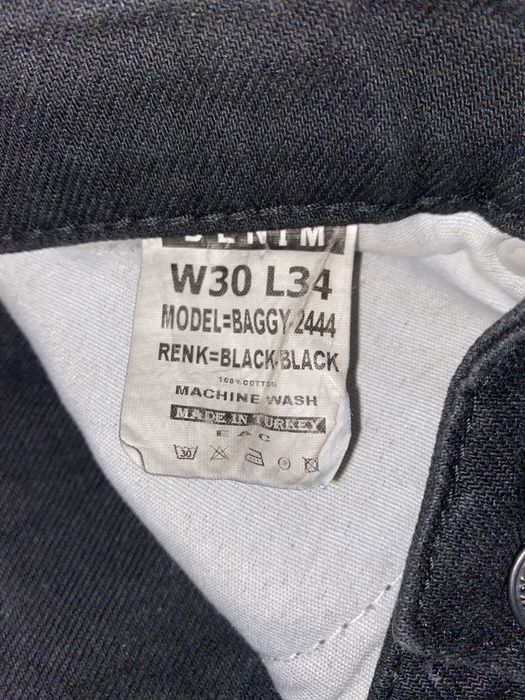 DENIM
W30 L34
MODEL=BAGGY-2444
RENK=BLACK-BLACK
100% COTTON
MACHINE WASH
MADE IN TURKEY
EAC
30